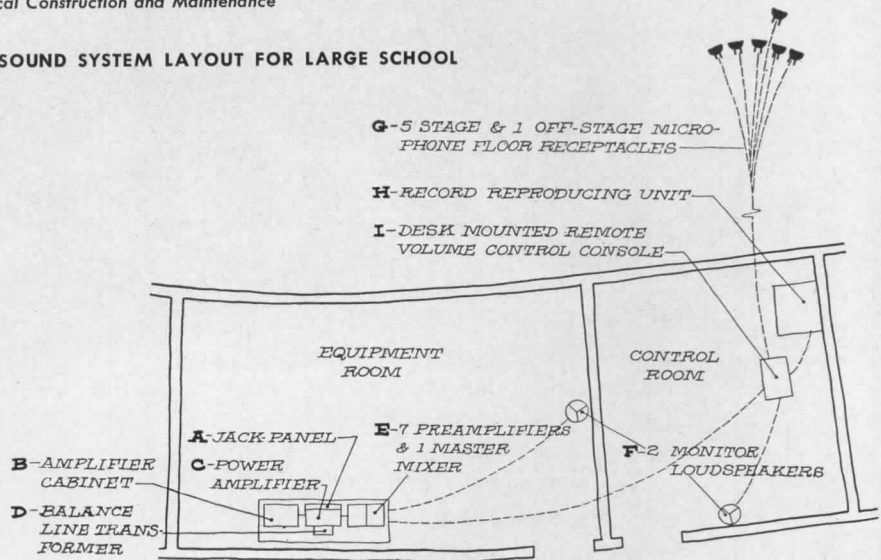 cal Construction and Maintenance
SOUND SYSTEM LAYOUT FOR LARGE SCHOOL
G-5 STAGE & 1 OFF-STAGE MICRO-
PHONE FLOOR RECEPTACLES
H-RECORD REPRODUCING UNIT
I-DESK MOUNTED REMOTE
VOLUME CONTROL CONSOLE
EQUIPMENT
ROOM
CONTROL
ROOM
A-JACK-PANEL
E-7 PREAMPLIFIERS
& 1 MASTER
MIXER
B-AMPLIFIER
CABINET
C-POWER
AMPLIFIER
F-2 MONITOR
LOUDSPEAKERS
D-BALANCE
LINE TRANS-
FORMER